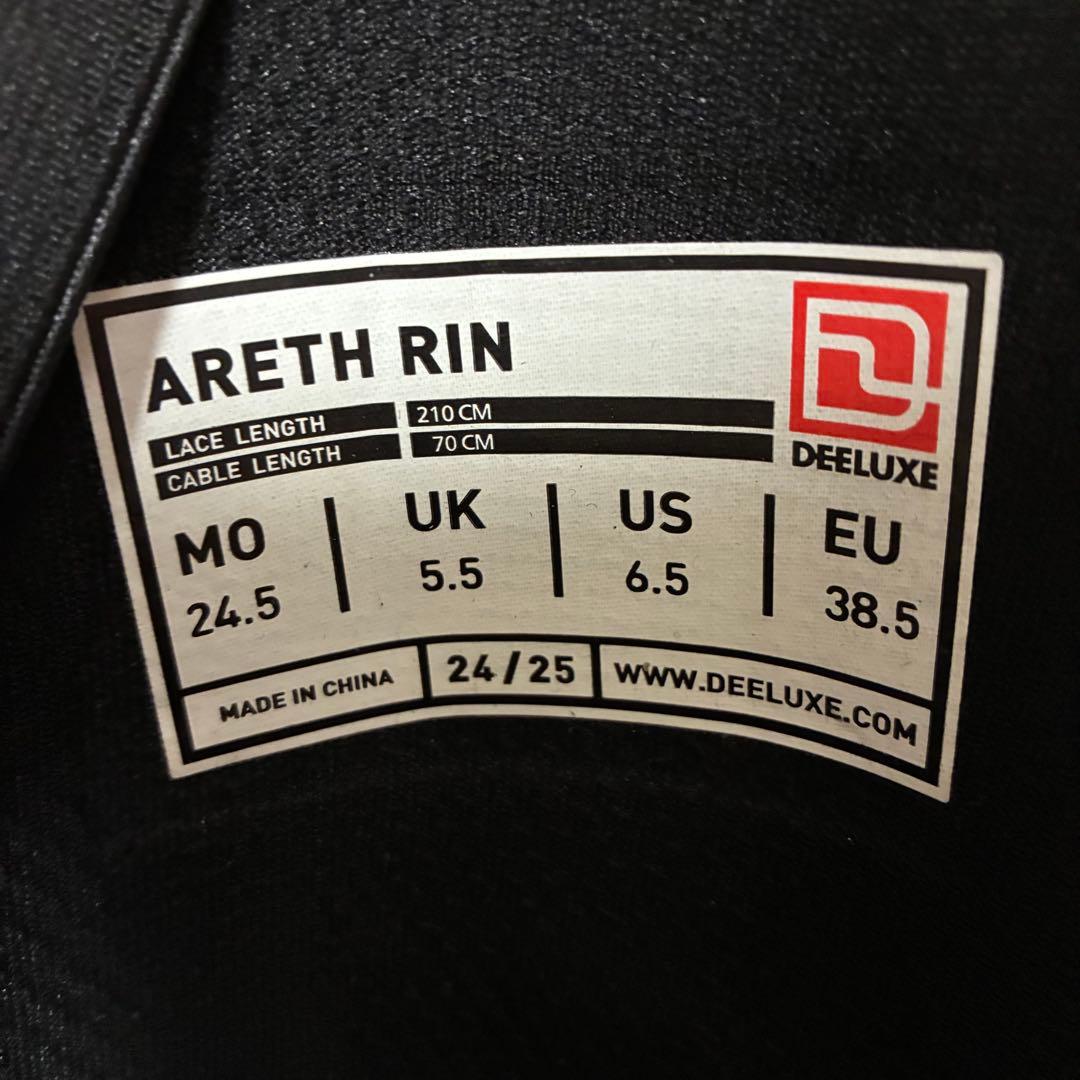 ARETH RIN
LACE LENGTH 210 CM
CABLE LENGTH 70 CM
DEELUXE
MO UK US EU
24.5 5.5 6.5 38.5
MADE IN CHINA 24/25 WWW.DEELUXE.COM